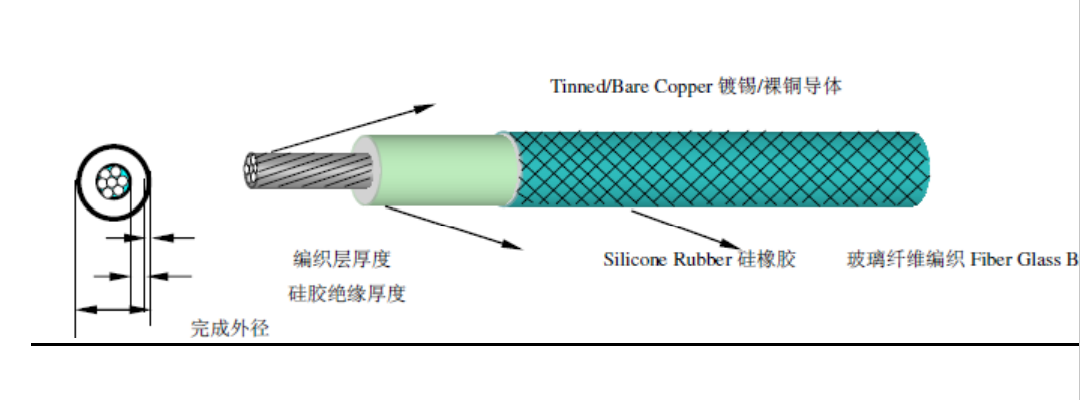 Tinned/Bare Copper 镀锡/裸铜导体
编织层厚度
Silicone Rubber 硅橡胶
玻璃纤维编织 Fiber Glass B
硅胶绝缘厚度
完成外径